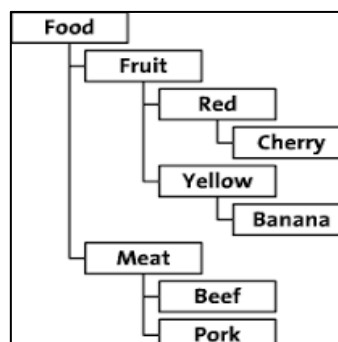 Food
Fruit
Red
Cherry
Yellow
Banana
Meat
Beef
Pork